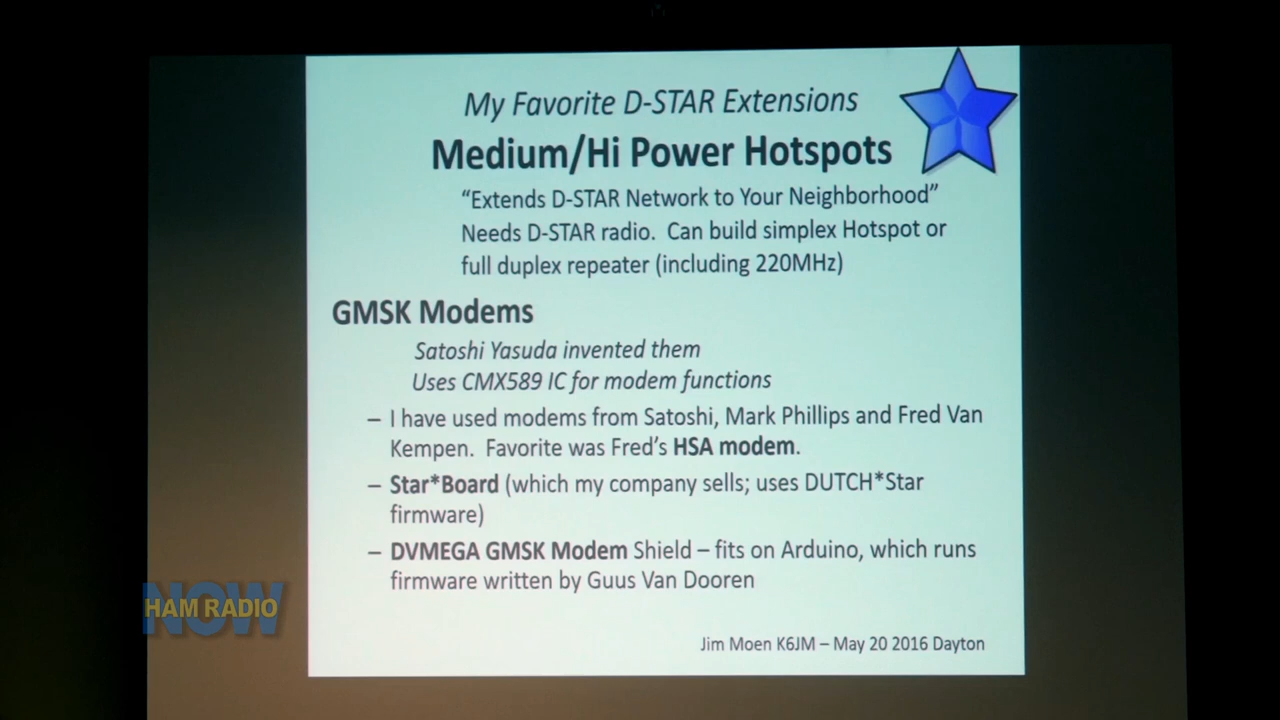 My Favorite D-STAR Extensions
Medium/Hi Power Hotspots
“Extends D-STAR Network to Your Neighborhood”
Needs D-STAR radio. Can build simplex Hotspot or
full duplex repeater (including 220MHz)
GMSK Modems
Satoshi Yasuda invented them
Uses CMX589 IC for modem functions
– I have used modems from Satoshi, Mark Phillips and Fred Van
Kempen. Favorite was Fred’s HSA modem.
– Star*Board (which my company sells; uses DUTCH*Star
firmware)
– DVMEGA GMSK Modem Shield – fits on Arduino, which runs
firmware written by Guus Van Dooren
NOW
HAM RADIO
Jim Moen K6JM – May 20 2016 Dayton